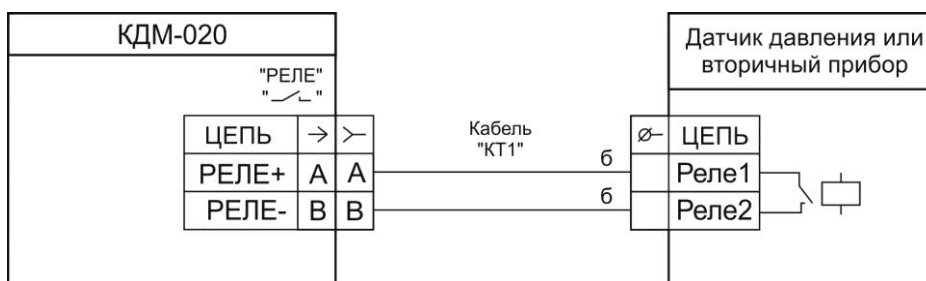 КДМ-020
Датчик давления или
вторичный прибор
"РЕЛЕ"
" "
ЦЕПЬ
Кабель
"КТ1"
ЦЕПЬ
РЕЛЕ+ A A б Реле1
РЕЛЕ- B B б Реле2